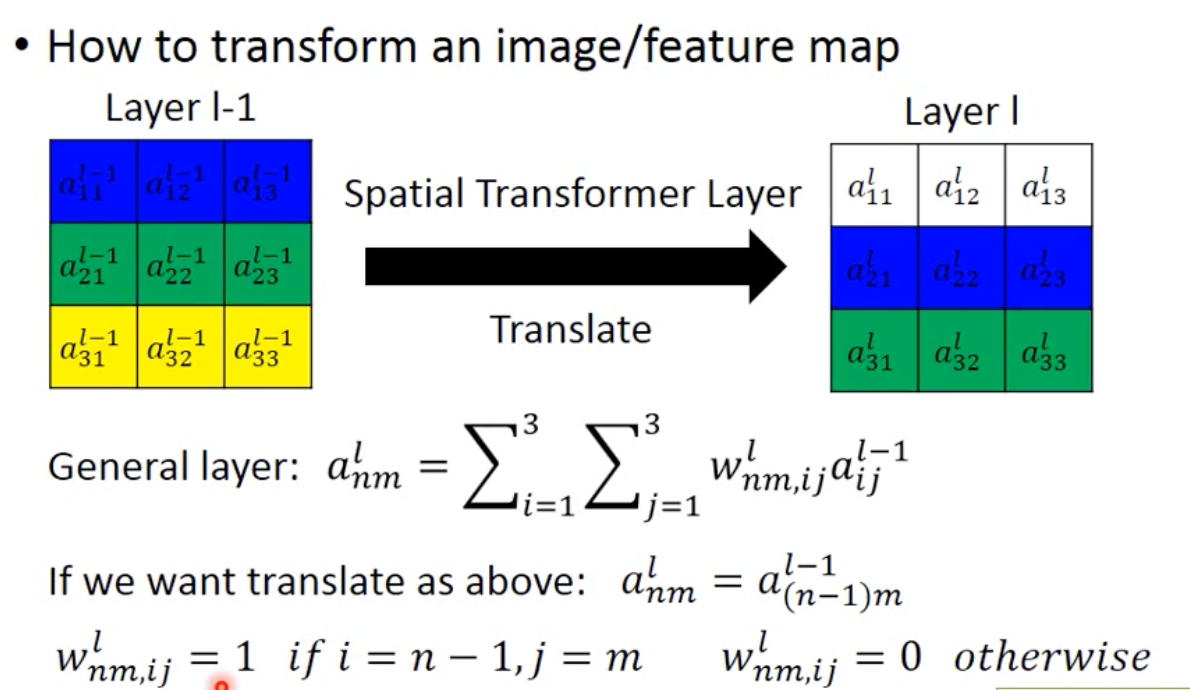 • How to transform an image/feature map
Layer l-1
Layer l
a_{11}^{l-1} a_{12}^{l-1} a_{13}^{l-1}
a_{21}^{l-1} a_{22}^{l-1} a_{23}^{l-1}
a_{31}^{l-1} a_{32}^{l-1} a_{33}^{l-1}
Spatial Transformer Layer
Translate
a_{11}^{l} a_{12}^{l} a_{13}^{l}
a_{21}^{l} a_{22}^{l} a_{23}^{l}
a_{31}^{l} a_{32}^{l} a_{33}^{l}
General layer: a_{nm}^{l} = ∑_{i=1}^{3} ∑_{j=1}^{3} w_{nm,ij}^{l} a_{ij}^{l-1}
If we want translate as above: a_{nm}^{l} = a_{(n-1)m}^{l-1}
w_{nm,ij}^{l} = 1 if i = n − 1, j = m w_{nm,ij}^{l} = 0 otherwise